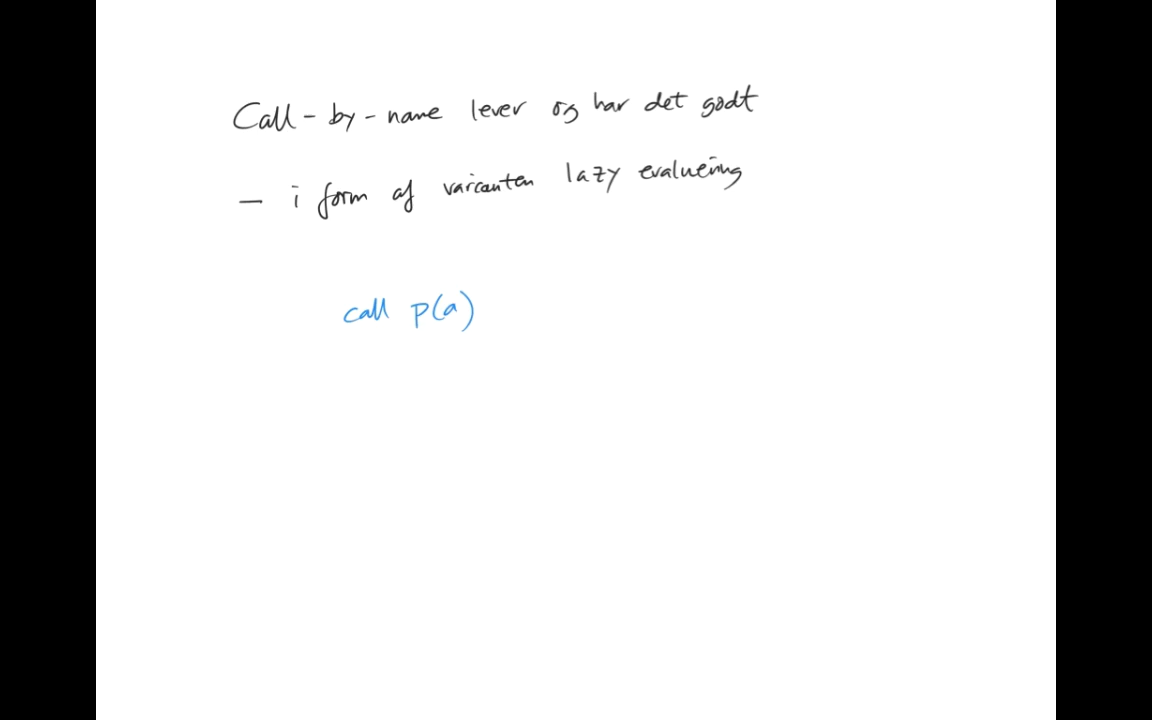 Call-by-name lever og har det godt
— i form af varianten lazy evaluering
call p(a)